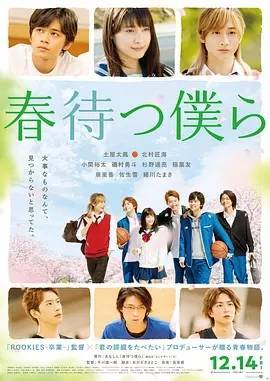 春待つ僕ら
土屋太鳳 北村匠海
小関裕太 磯村勇斗 杉野遥亮 稲葉友
泉里香 佐生雪 緒川たまき
大事なものなんて、
見つからないと思ってた。
「ROOKIES-卒業-」監督×『君の膵臓をたべたい』プロデューサーが贈る青春物語。
12.14